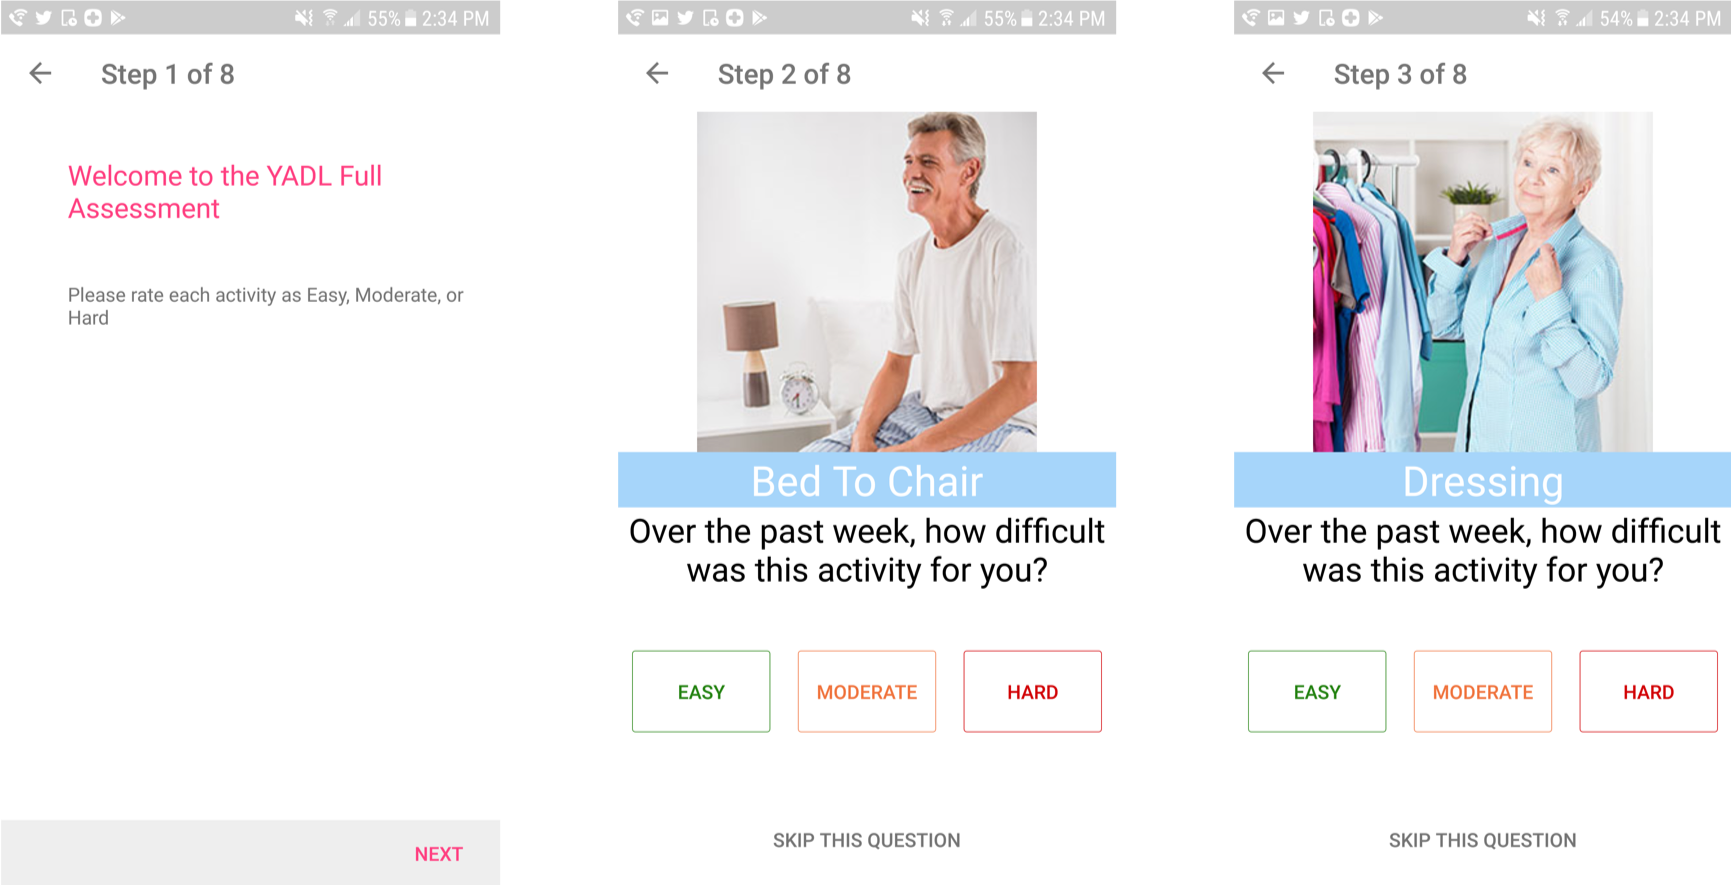 55% 2:34 PM
Step 1 of 8
Welcome to the YADL Full
Assessment
Please rate each activity as Easy, Moderate, or
Hard
NEXT
55% 2:34 PM
Step 2 of 8
Bed To Chair
Over the past week, how difficult
was this activity for you?
EASY
MODERATE
HARD
SKIP THIS QUESTION
54% 2:34 PM
Step 3 of 8
Dressing
Over the past week, how difficult
was this activity for you?
EASY
MODERATE
HARD
SKIP THIS QUESTION